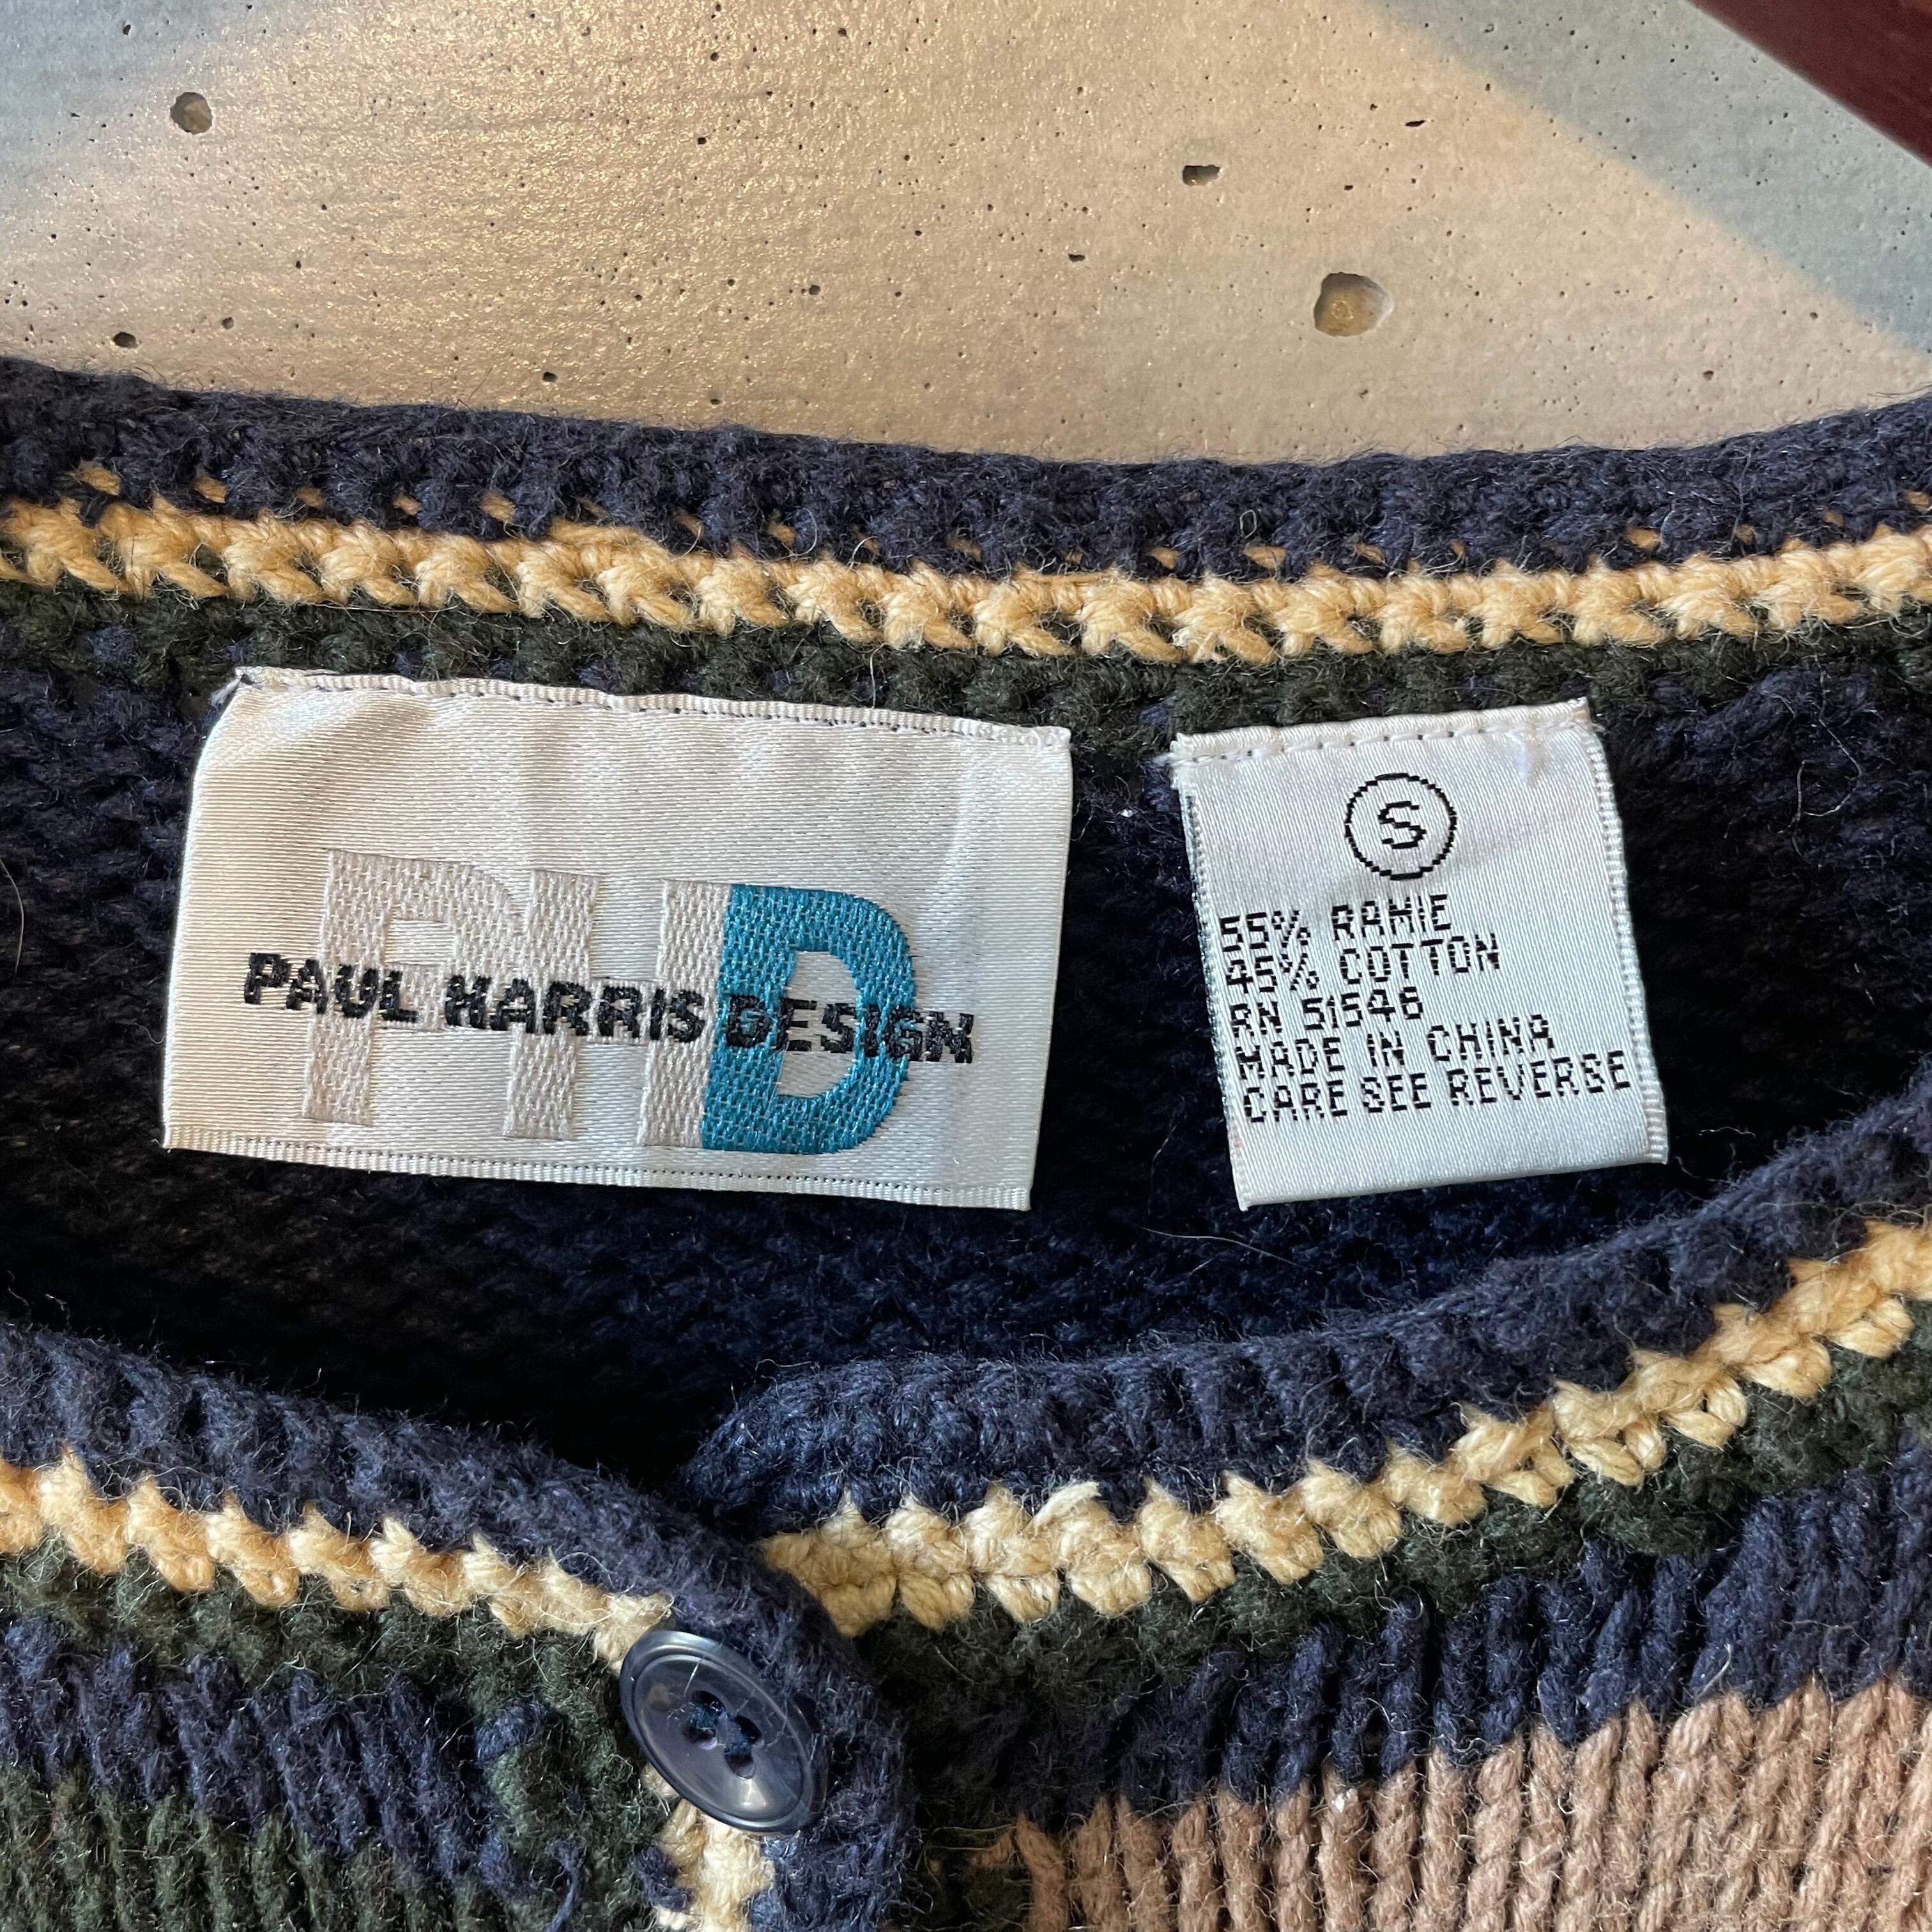 PHD
PAUL HARRIS DESIGN
S
55% RAMIE
45% COTTON
RN 51546
MADE IN CHINA
CARE SEE REVERSE